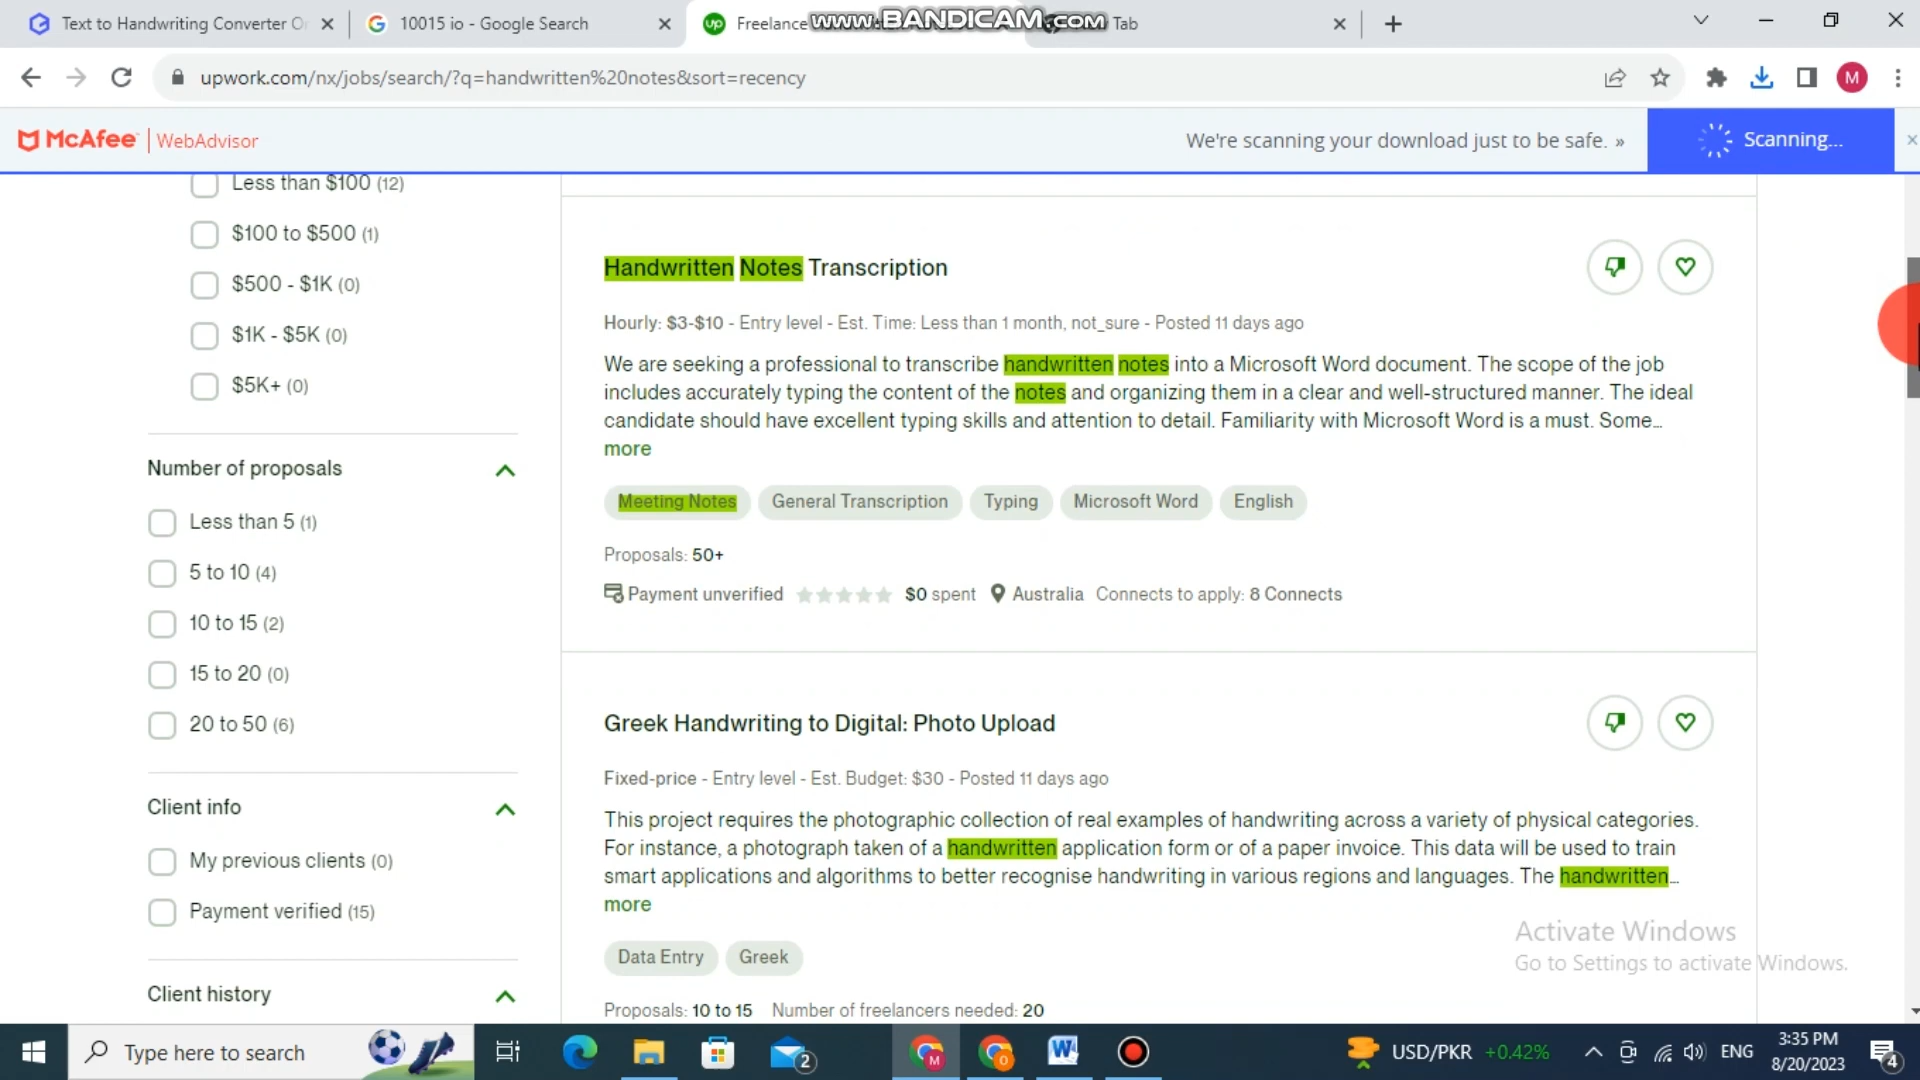 Text to Handwriting Converter Or
10015 io - Google Search
Freelance
www.BANDICAM.com
Tab
upwork.com/nx/jobs/search/?q=handwritten%20notes&sort=recency
M
McAfee | WebAdvisor
We're scanning your download just to be safe. »
Scanning...
Less than $100 (12)
$100 to $500 (1)
$500 - $1K (0)
$1K - $5K (0)
$5K+ (0)
Number of proposals
Less than 5 (1)
5 to 10 (4)
10 to 15 (2)
15 to 20 (0)
20 to 50 (6)
Client info
My previous clients (0)
Payment verified (15)
Client history
Handwritten Notes Transcription
Hourly: $3-$10 - Entry level - Est. Time: Less than 1 month, not_sure - Posted 11 days ago
We are seeking a professional to transcribe handwritten notes into a Microsoft Word document. The scope of the job
includes accurately typing the content of the notes and organizing them in a clear and well-structured manner. The ideal
candidate should have excellent typing skills and attention to detail. Familiarity with Microsoft Word is a must. Some...
more
Meeting Notes General Transcription Typing Microsoft Word English
Proposals: 50+
Payment unverified $0 spent Australia Connects to apply: 8 Connects
Greek Handwriting to Digital: Photo Upload
Fixed-price - Entry level - Est. Budget: $30 - Posted 11 days ago
This project requires the photographic collection of real examples of handwriting across a variety of physical categories.
For instance, a photograph taken of a handwritten application form or of a paper invoice. This data will be used to train
smart applications and algorithms to better recognise handwriting in various regions and languages. The handwritten...
more
Data Entry Greek
Proposals: 10 to 15 Number of freelancers needed: 20
Activate Windows
Go to Settings to activate Windows.
Type here to search
2
USD/PKR +0.42%
ENG
3:35 PM
8/20/2023
4